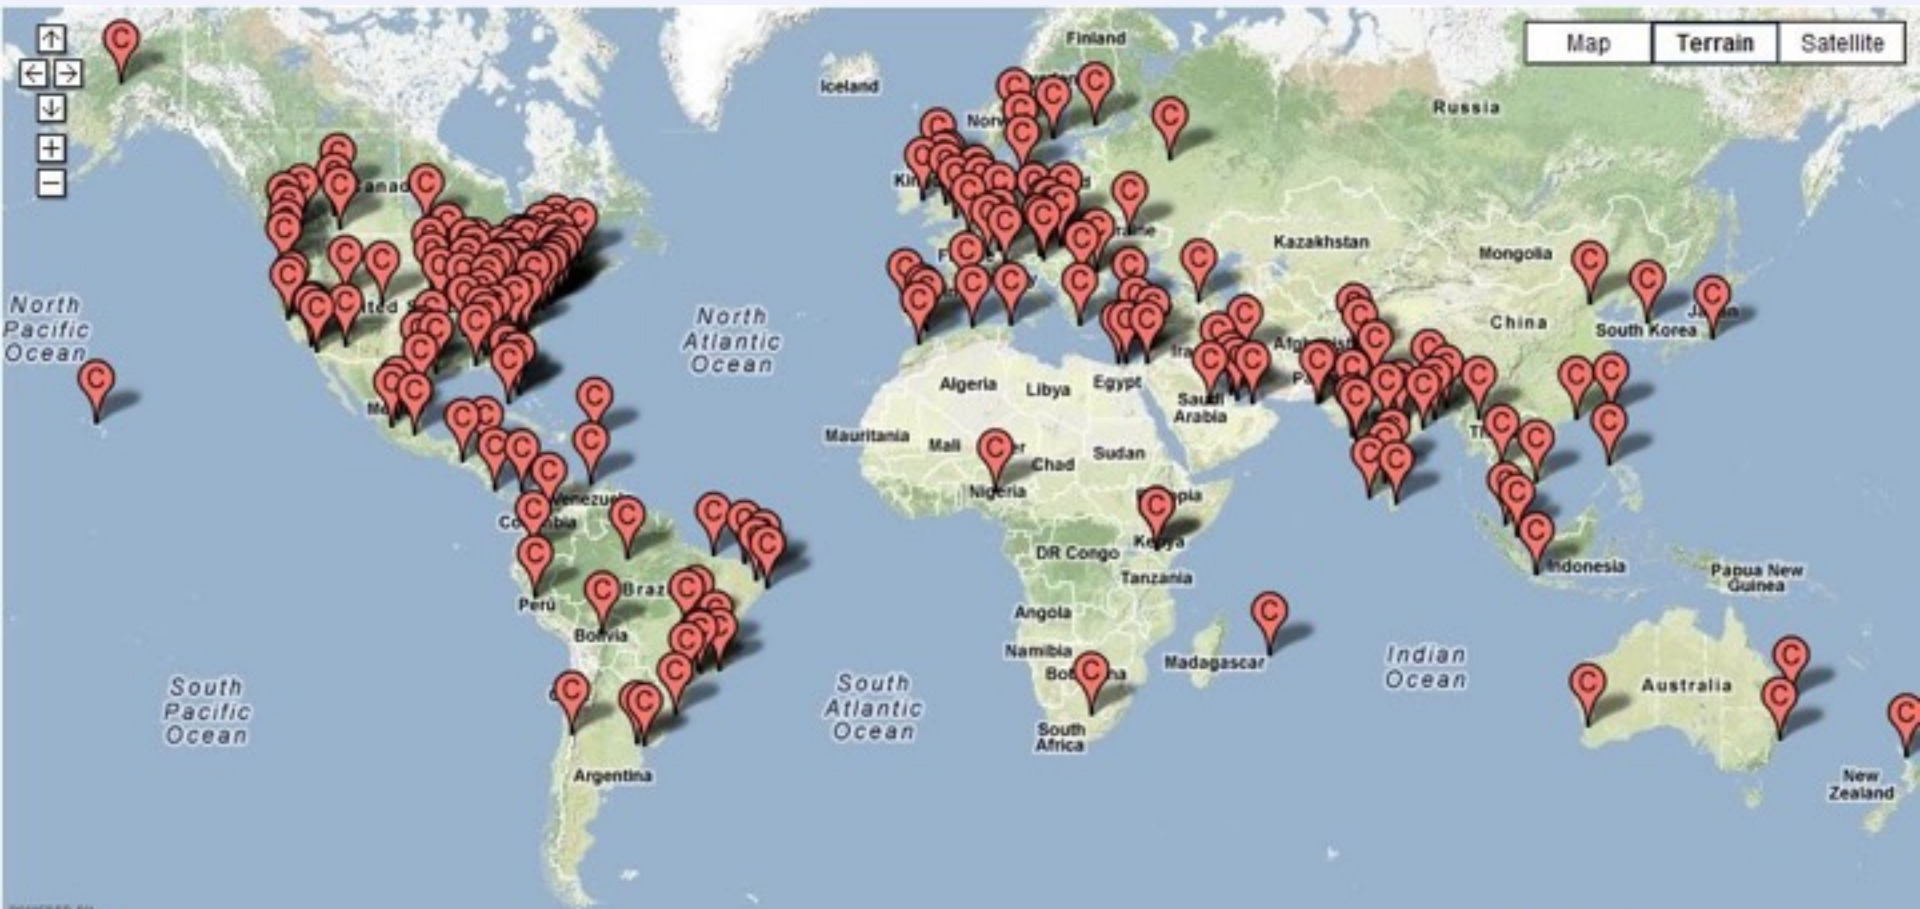 Map
Terrain
Satellite
Finland
Iceland
Russia
North
Pacific
Ocean
North
Atlantic
Ocean
Kazakhstan
Mongolia
China
South Korea
Algeria
Libya
Egypt
Saudi
Arabia
Mauritania
Mali
Chad
Sudan
Nigeria
DR Congo
Kenya
Tanzania
Angola
Namibia
Madagascar
South
Africa
Perú
Bolivia
Argentina
South
Pacific
Ocean
South
Atlantic
Ocean
Indian
Ocean
Indonesia
Papua New
Guinea
Australia
New
Zealand
C